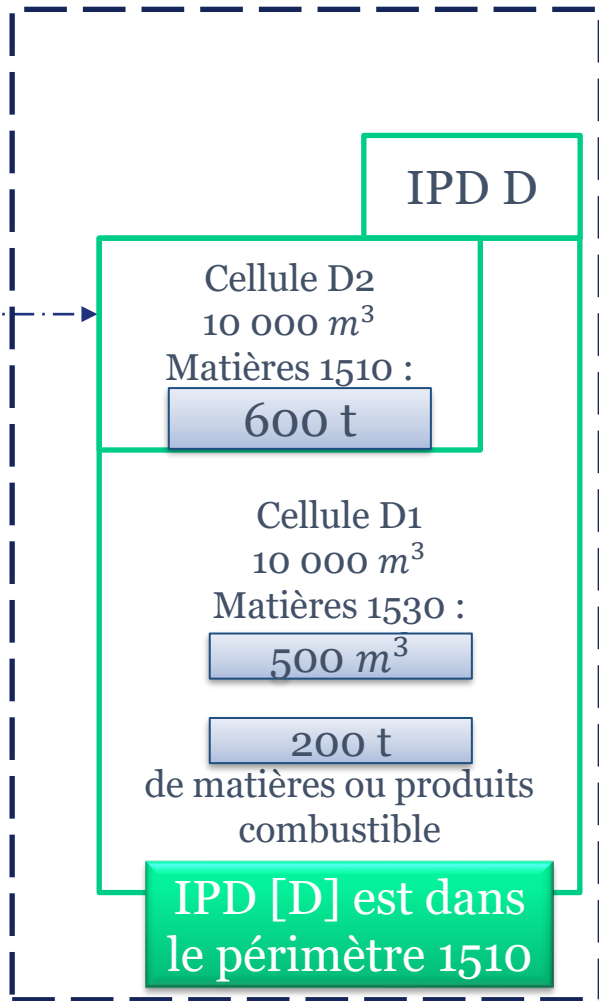 IPD D
Cellule D2
10 000 m³
Matières 1510 :
600 t
Cellule D1
10 000 m³
Matières 1530 :
500 m³
200 t
de matières ou produits
combustible
IPD [D] est dans
le périmètre 1510